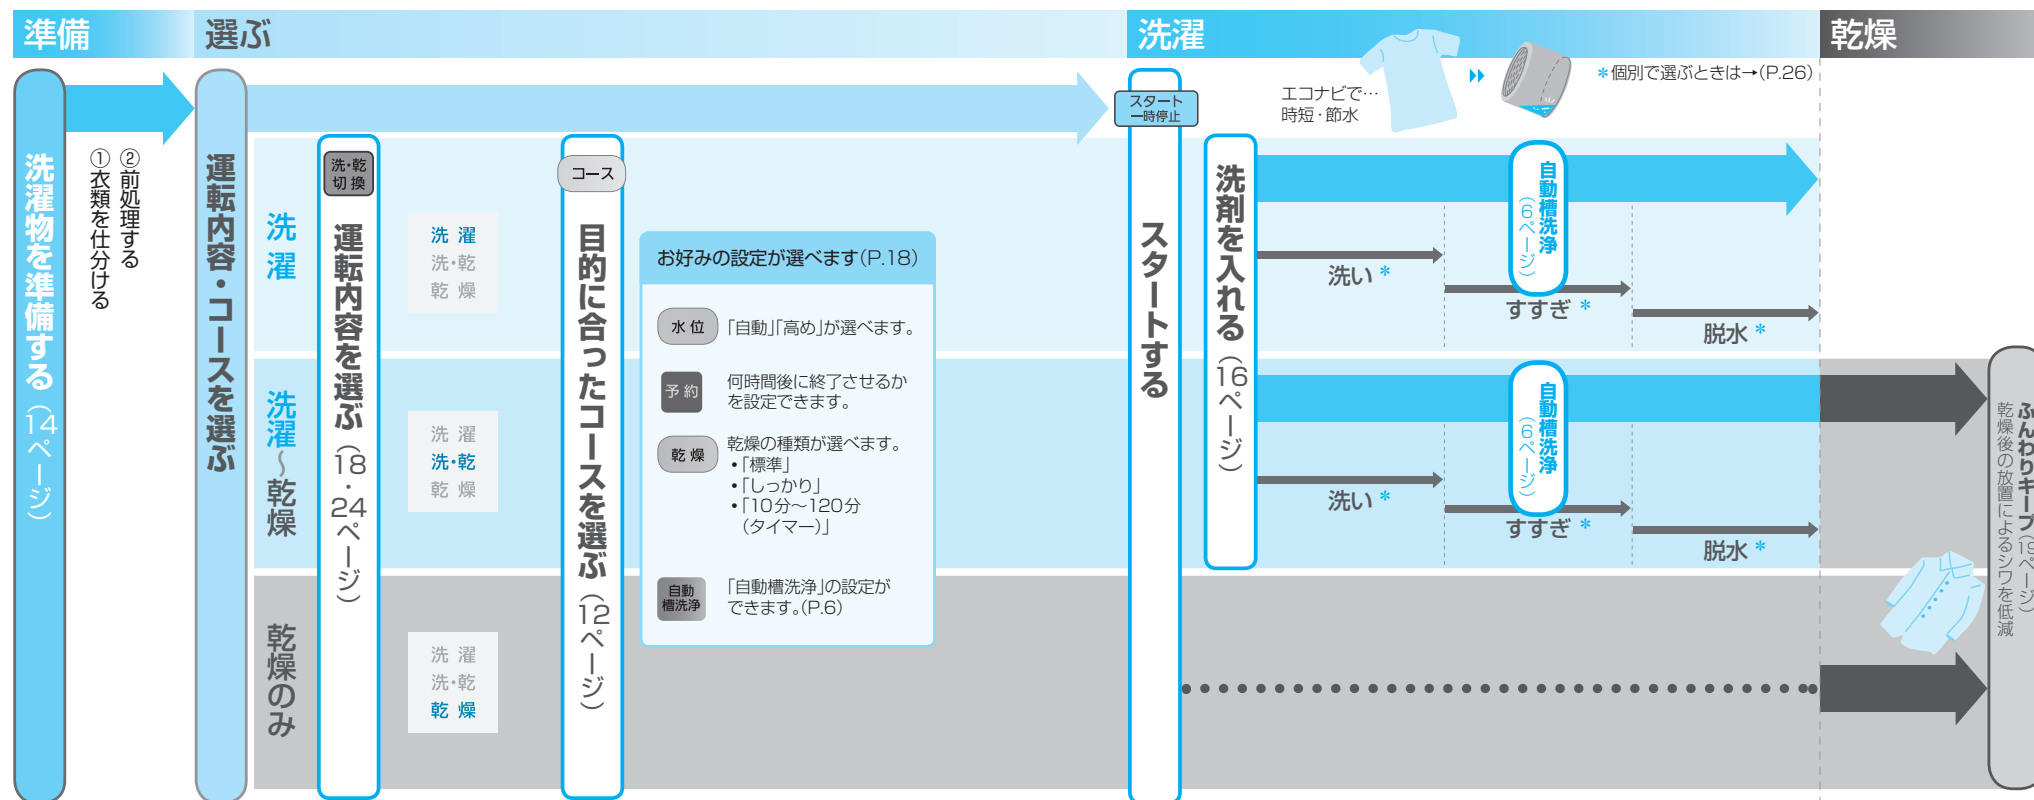 準備
選ぶ
洗濯
乾燥
洗濯物を準備する(14ページ)
①衣類を仕分ける
②前処理する
運転内容・コースを選ぶ
洗濯
洗濯～乾燥
乾燥のみ
洗・乾
切換
運転内容を選ぶ(18・24ページ)
洗濯
洗・乾
乾燥
洗濯
洗・乾
乾燥
洗濯
洗・乾
乾燥
コース
目的に合ったコースを選ぶ(12ページ)
お好みの設定が選べます(P.18)
水位
「自動」「高め」が選べます。
予約
何時間後に終了させるか
を設定できます。
乾燥
乾燥の種類が選べます。
•「標準」
•「しっかり」
•「10分～120分
(タイマー)」
自動
槽洗浄
「自動槽洗浄」の設定が
できます。(P.6)
スタート
一時停止
スタートする
エコナビで…
時短・節水
＊個別で選ぶときは→(P.26)
洗剤を入れる(16ページ)
自動槽洗浄
(6ページ)
洗い＊
すすぎ＊
脱水＊
自動槽洗浄
(6ページ)
洗い＊
すすぎ＊
脱水＊
ふんわりキープ(19ページ)
乾燥後の放置によるシワを低減